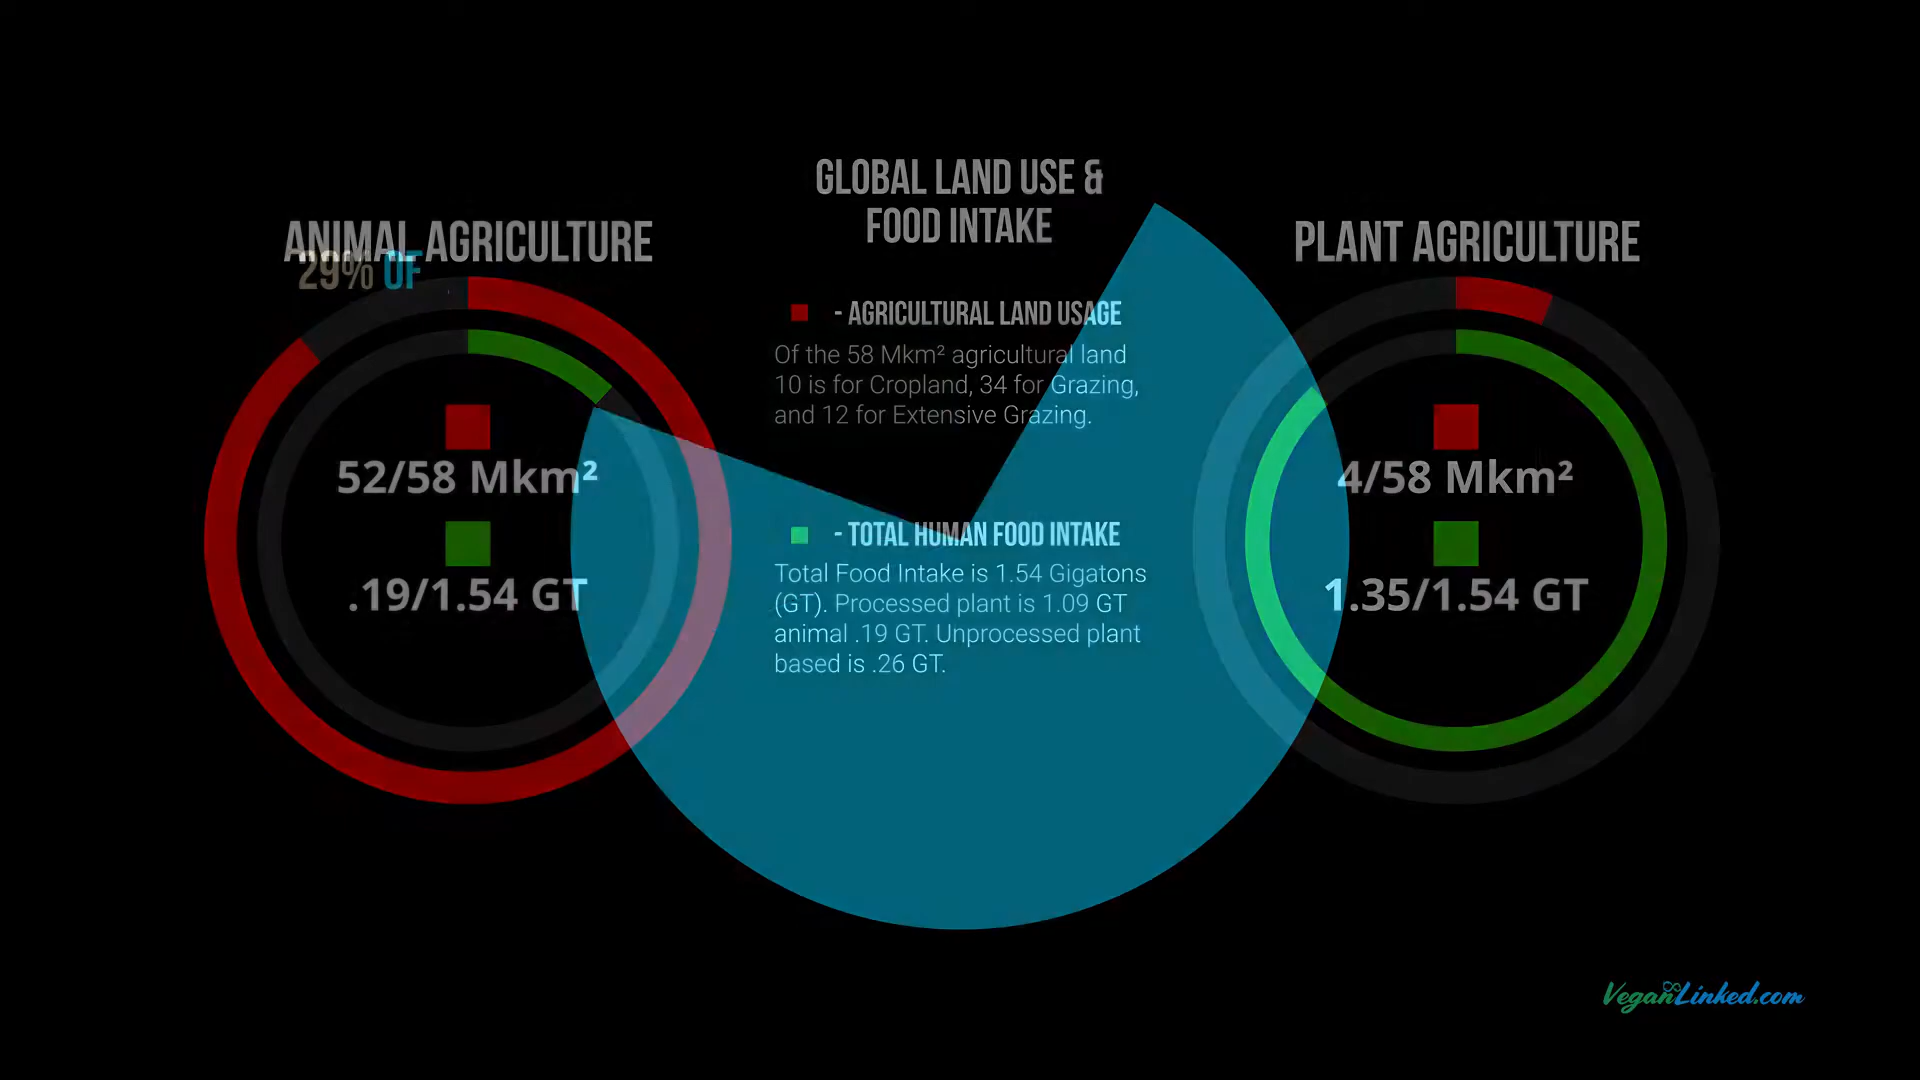 GLOBAL LAND USE &
FOOD INTAKE
ANIMAL AGRICULTURE
29% OF
52/58 Mkm²
.19/1.54 GT
- AGRICULTURAL LAND USAGE
Of the 58 Mkm² agricultural land
10 is for Cropland, 34 for Grazing,
and 12 for Extensive Grazing.
- TOTAL HUMAN FOOD INTAKE
Total Food Intake is 1.54 Gigatons
(GT). Processed plant is 1.09 GT
animal .19 GT. Unprocessed plant
based is .26 GT.
PLANT AGRICULTURE
4/58 Mkm²
1.35/1.54 GT
VeganLinked.com